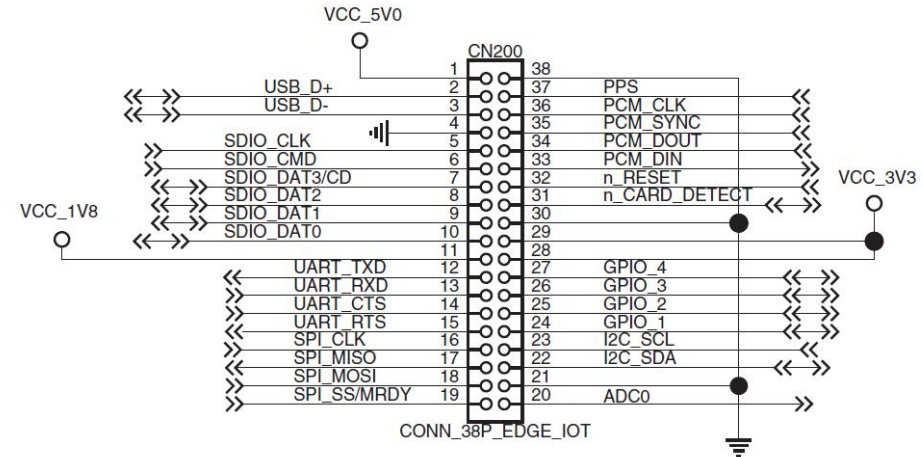 VCC_5V0
CN200
1 38
USB_D+ 2 37 PPS
USB_D- 3 36 PCM_CLK
4 35 PCM_SYNC
SDIO_CLK 5 34 PCM_DOUT
SDIO_CMD 6 33 PCM_DIN
SDIO_DAT3/CD 7 32 n_RESET
VCC_3V3
SDIO_DAT2 8 31 n_CARD_DETECT
VCC_1V8
SDIO_DAT1 9 30
SDIO_DAT0 10 29
11 28
UART_TXD 12 27 GPIO_4
UART_RXD 13 26 GPIO_3
UART_CTS 14 25 GPIO_2
UART_RTS 15 24 GPIO_1
SPI_CLK 16 23 I2C_SCL
SPI_MISO 17 22 I2C_SDA
SPI_MOSI 18 21
SPI_SS/MRDY 19 20 ADC0
CONN_38P_EDGE_IOT